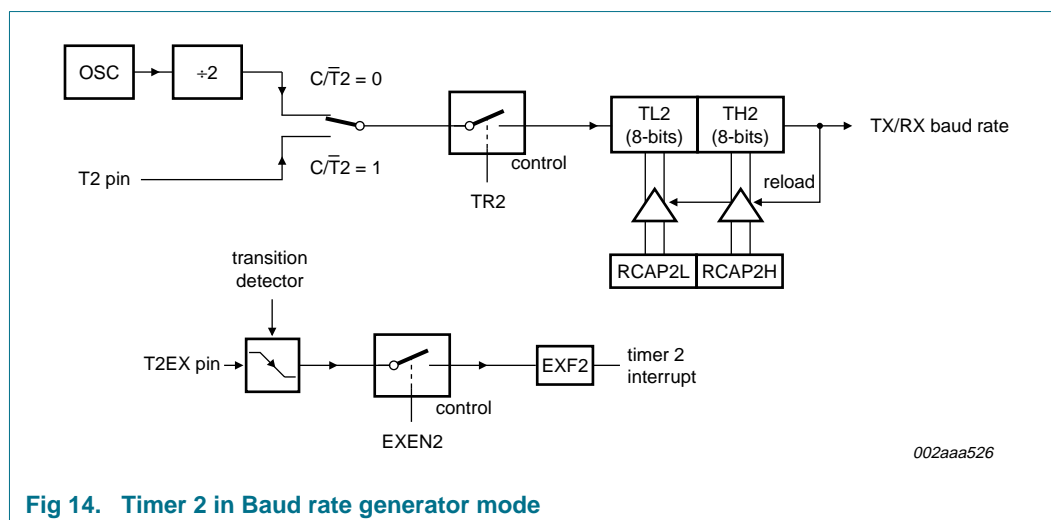 OSC
÷2
C/T̅2 = 0
C/T̅2 = 1
T2 pin
control
TR2
TL2
(8-bits)
TH2
(8-bits)
TX/RX baud rate
reload
RCAP2L
RCAP2H
transition
detector
T2EX pin
control
EXEN2
EXF2
timer 2
interrupt
002aaa526
Fig 14. Timer 2 in Baud rate generator mode